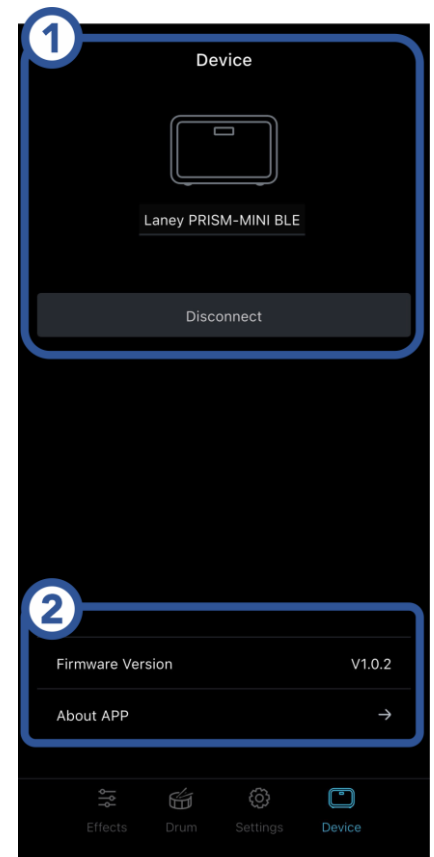 1
Device
Laney PRISM-MINI BLE
Disconnect
2
Firmware Version V1.0.2
About APP →
Effects Drum Settings Device